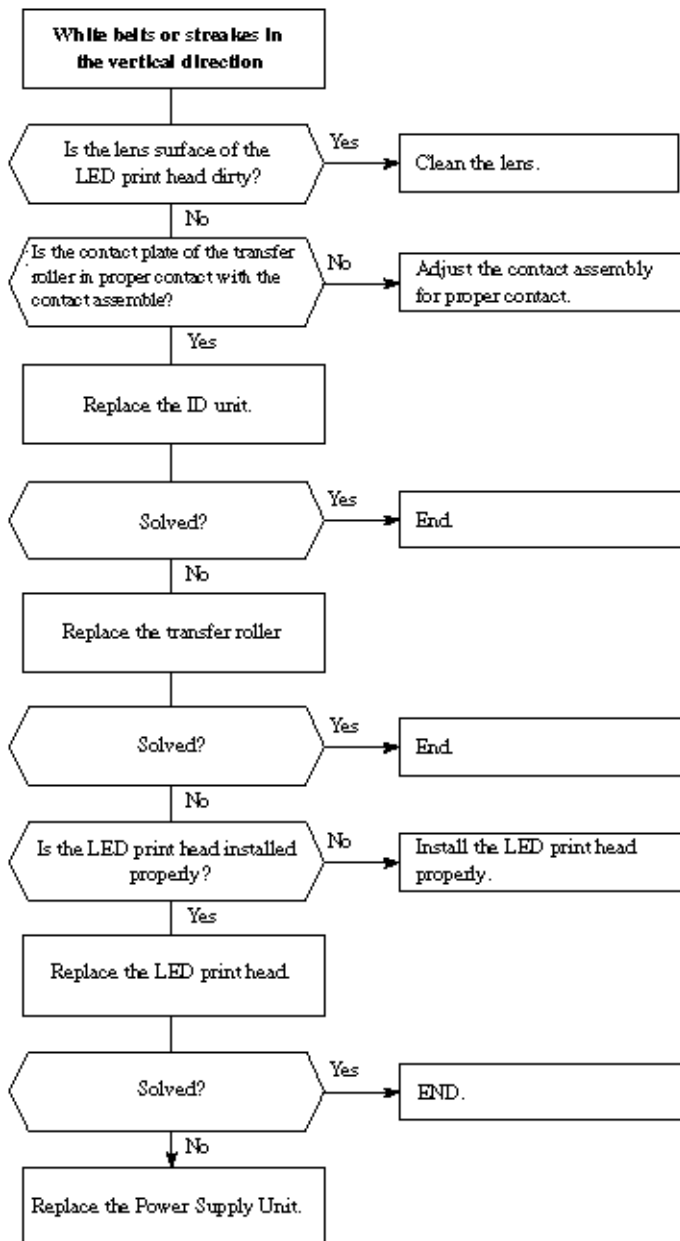 White belts or streakes in
the vertical direction
Is the lens surface of the
LED print head dirty?
Yes
Clean the lens.
No
Is the contact plate of the transfer
roller in proper contact with the
contact assemble?
No
Adjust the contact assembly
for proper contact.
Yes
Replace the ID unit.
Solved?
Yes
End.
No
Replace the transfer roller
Solved?
Yes
End.
No
Is the LED print head installed
properly?
No
Install the LED print head
properly.
Yes
Replace the LED print head.
Solved?
Yes
END.
No
Replace the Power Supply Unit.